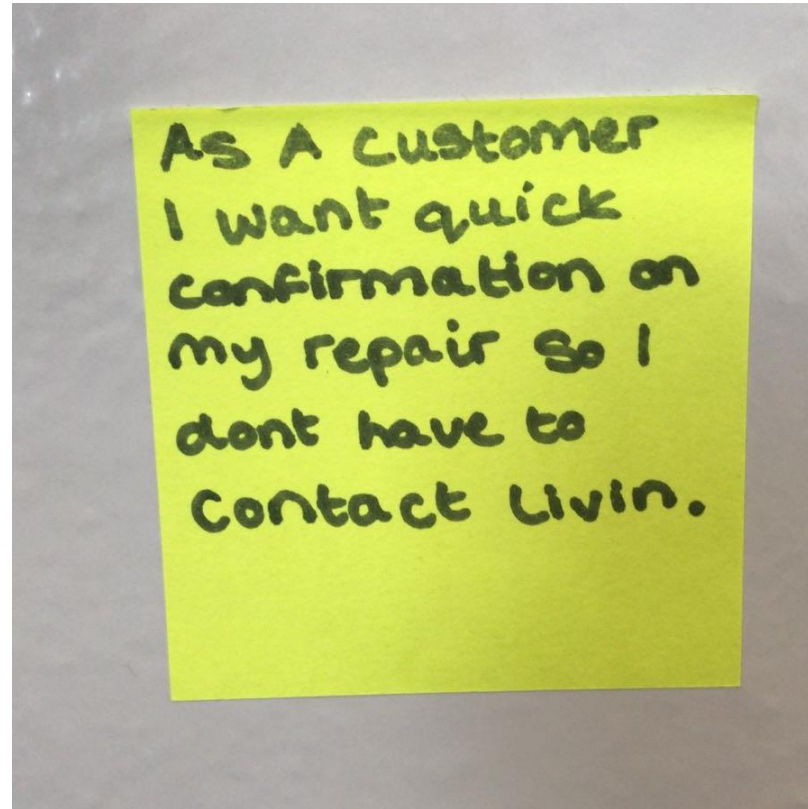 As A customer
I want quick
confirmation on
my repair so I
dont have to
contact Livin.